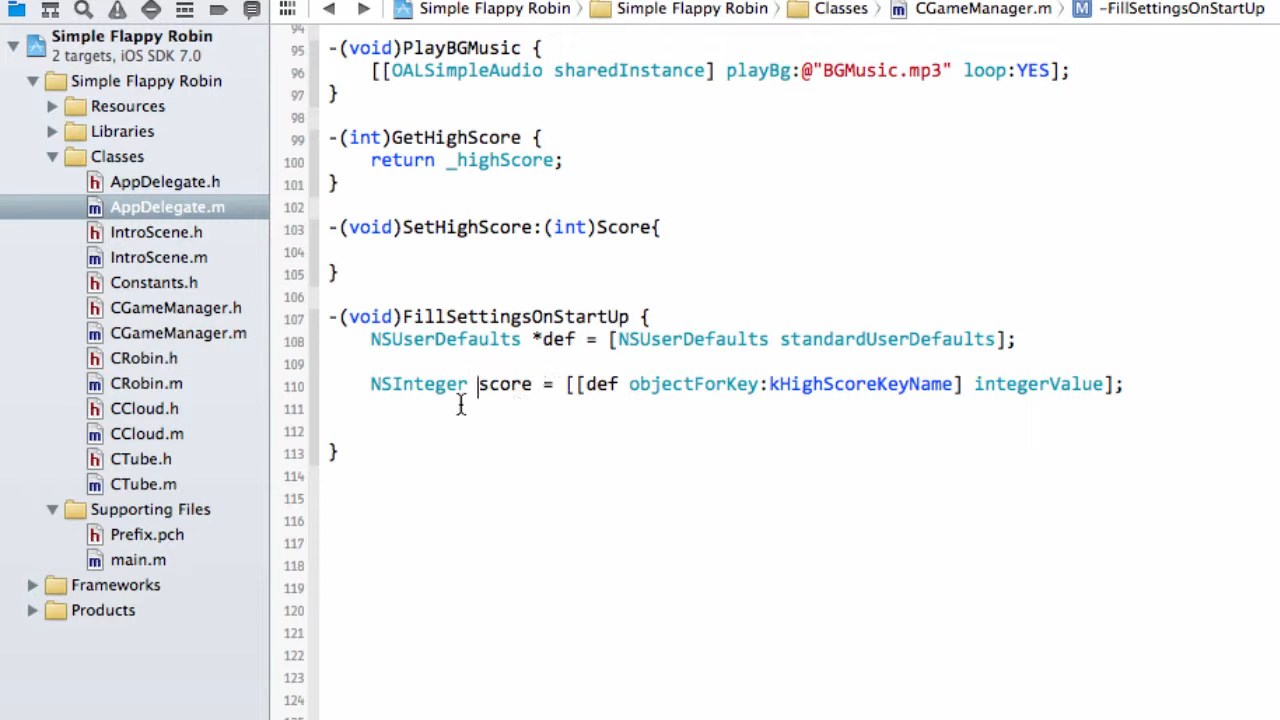 Simple Flappy Robin Simple Flappy Robin Classes CGameManager.m M -FillSettingsOnStartUp
Simple Flappy Robin
2 targets, iOS SDK 7.0
Simple Flappy Robin
Resources
Libraries
Classes
h AppDelegate.h
m AppDelegate.m
h IntroScene.h
m IntroScene.m
h Constants.h
h CGameManager.h
m CGameManager.m
h CRobin.h
m CRobin.m
h CCloud.h
m CCloud.m
h CTube.h
m CTube.m
Supporting Files
h Prefix.pch
m main.m
Frameworks
Products
94
95 -(void)PlayBGMusic {
96 [[OALSimpleAudio sharedInstance] playBg:@"BGMusic.mp3" loop:YES];
97 }
98
99 -(int)GetHighScore {
100 return _highScore;
101 }
102
103 -(void)SetHighScore:(int)Score{
104
105 }
106
107 -(void)FillSettingsOnStartUp {
108 NSUserDefaults *def = [NSUserDefaults standardUserDefaults];
109
110 NSInteger score = [[def objectForKey:kHighScoreKeyName] integerValue];
111
112
113 }
114
115
116
117
118
119
120
121
122
123
124